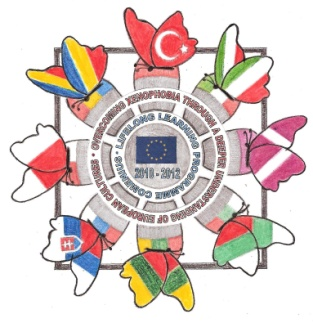 OVERCOMING XENOPHOBIA THROUGH A DEEPER UNDERSTANDING OF EUROPEAN CULTURES •
LIFELONG LEARNING PROGRAMME COMENIUS •
2010 - 2012